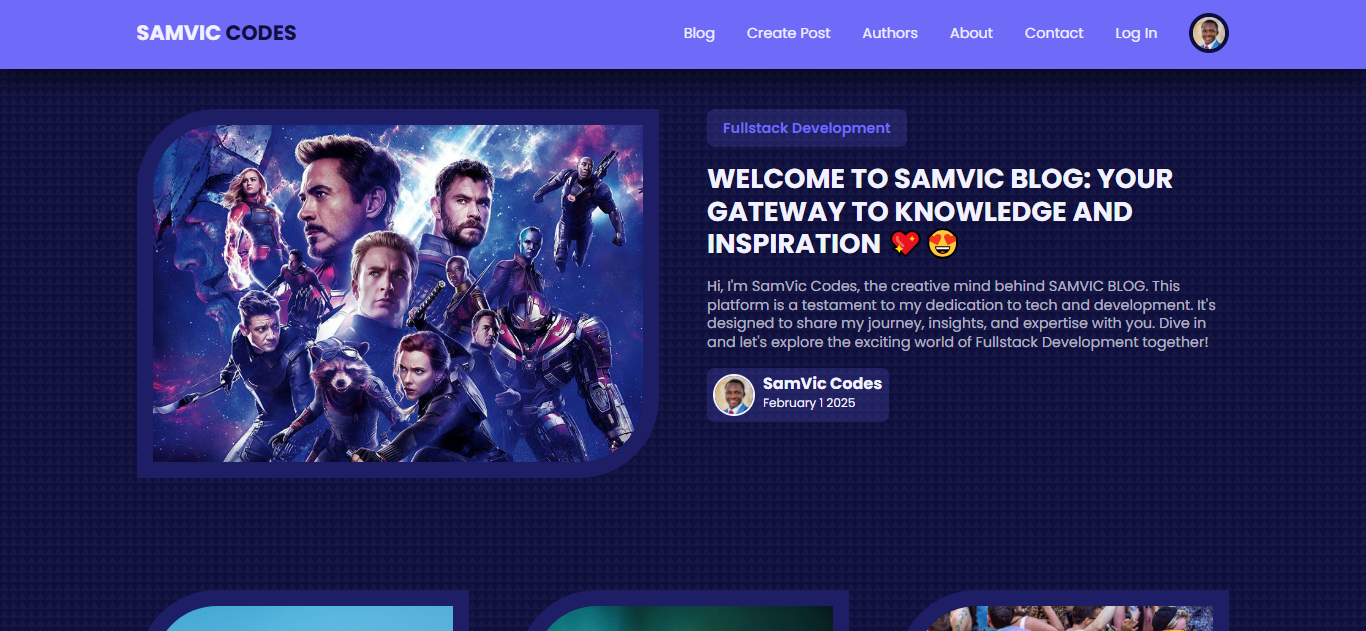 SAMVIC CODES
Blog
Create Post
Authors
About
Contact
Log In
Fullstack Development
WELCOME TO SAMVIC BLOG: YOUR
GATEWAY TO KNOWLEDGE AND
INSPIRATION 💖 😍
Hi, I'm SamVic Codes, the creative mind behind SAMVIC BLOG. This
platform is a testament to my dedication to tech and development. It's
designed to share my journey, insights, and expertise with you. Dive in
and let's explore the exciting world of Fullstack Development together!
SamVic Codes
February 1 2025